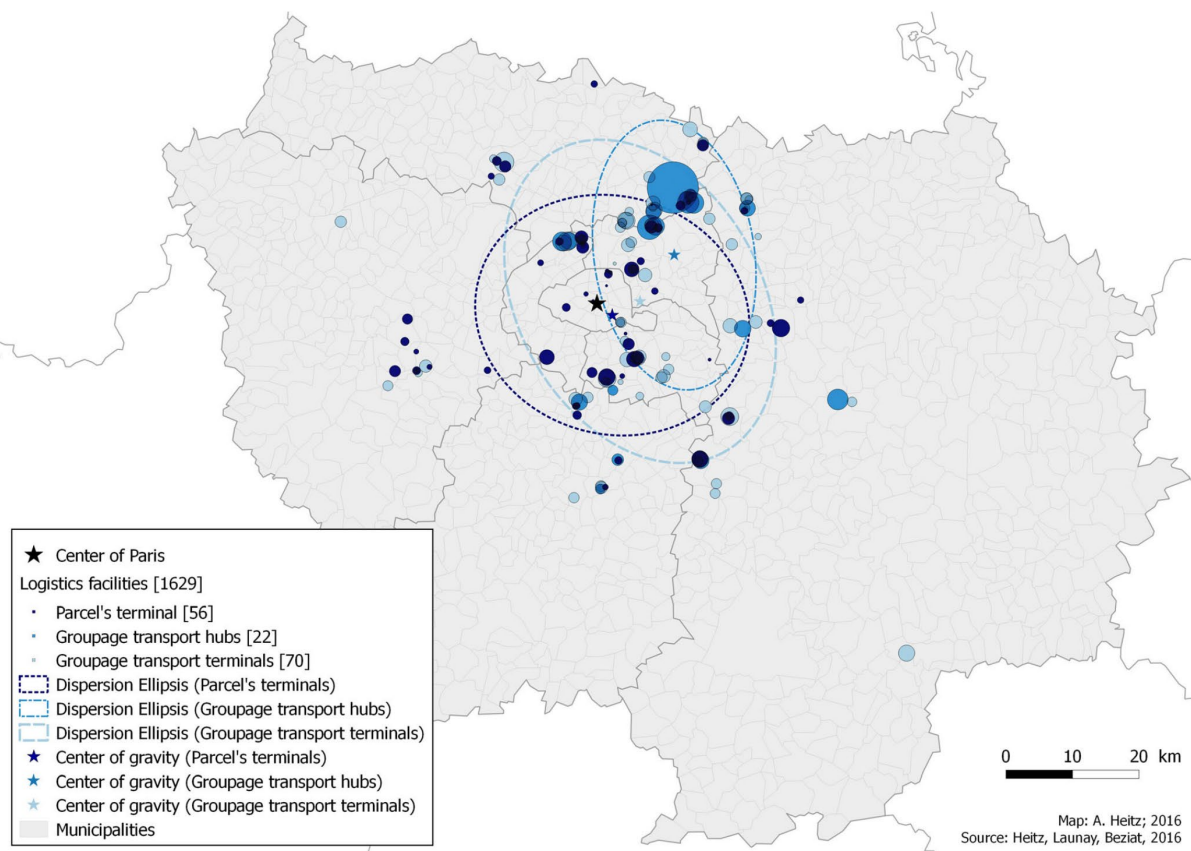 Center of Paris
Logistics facilities [1629]
Parcel's terminal [56]
Groupage transport hubs [22]
Groupage transport terminals [70]
Dispersion Ellipsis (Parcel's terminals)
Dispersion Ellipsis (Groupage transport hubs)
Dispersion Ellipsis (Groupage transport terminals)
Center of gravity (Parcel's terminals)
Center of gravity (Groupage transport hubs)
Center of gravity (Groupage transport terminals)
Municipalities
0 10 20 km
Map: A. Heitz; 2016
Source: Heitz, Launay, Beziat, 2016